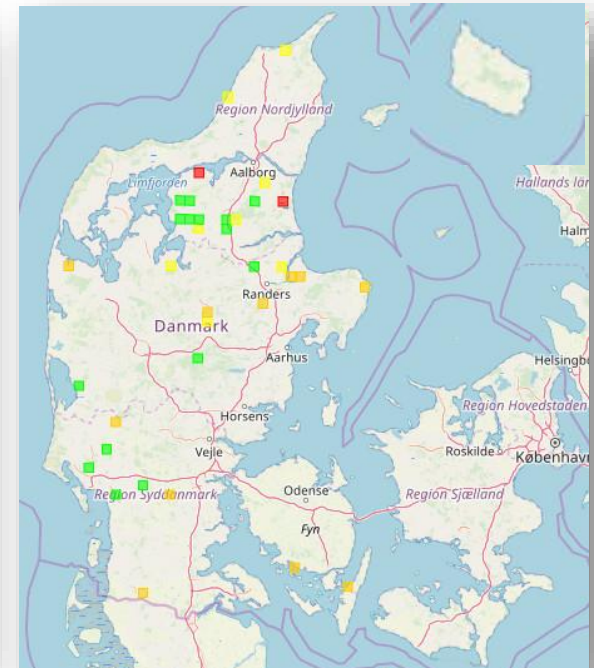 Region Nordjylland
Aalborg
Limfjorden
Hallands län
Halm
Randers
Danmark
Aarhus
Helsingb
Horsens
Region Hovedstaden
Vejle
Roskilde
København
Odense
Region Syddanmark
Region Sjælland
Fyn